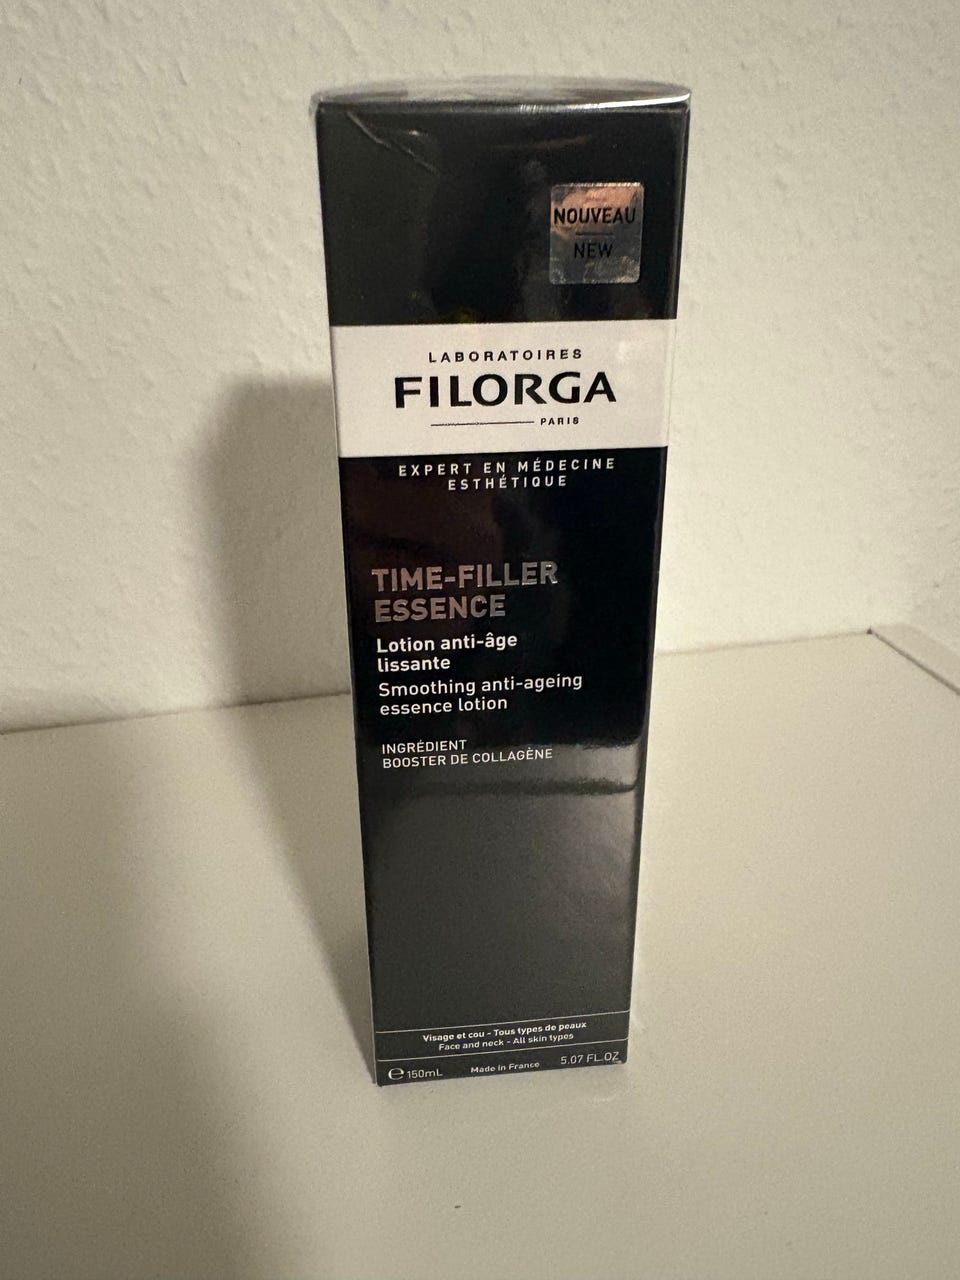 NOUVEAU
NEW
LABORATOIRES
FILORGA
PARIS
EXPERT EN MÉDECINE
ESTHÉTIQUE
TIME-FILLER
ESSENCE
Lotion anti-âge
lissante
Smoothing anti-ageing
essence lotion
INGRÉDIENT
BOOSTER DE COLLAGÈNE
Visage et cou - Tous types de peaux
Face and neck - All skin types
℮ 150mL Made in France 5.07 FL.OZ